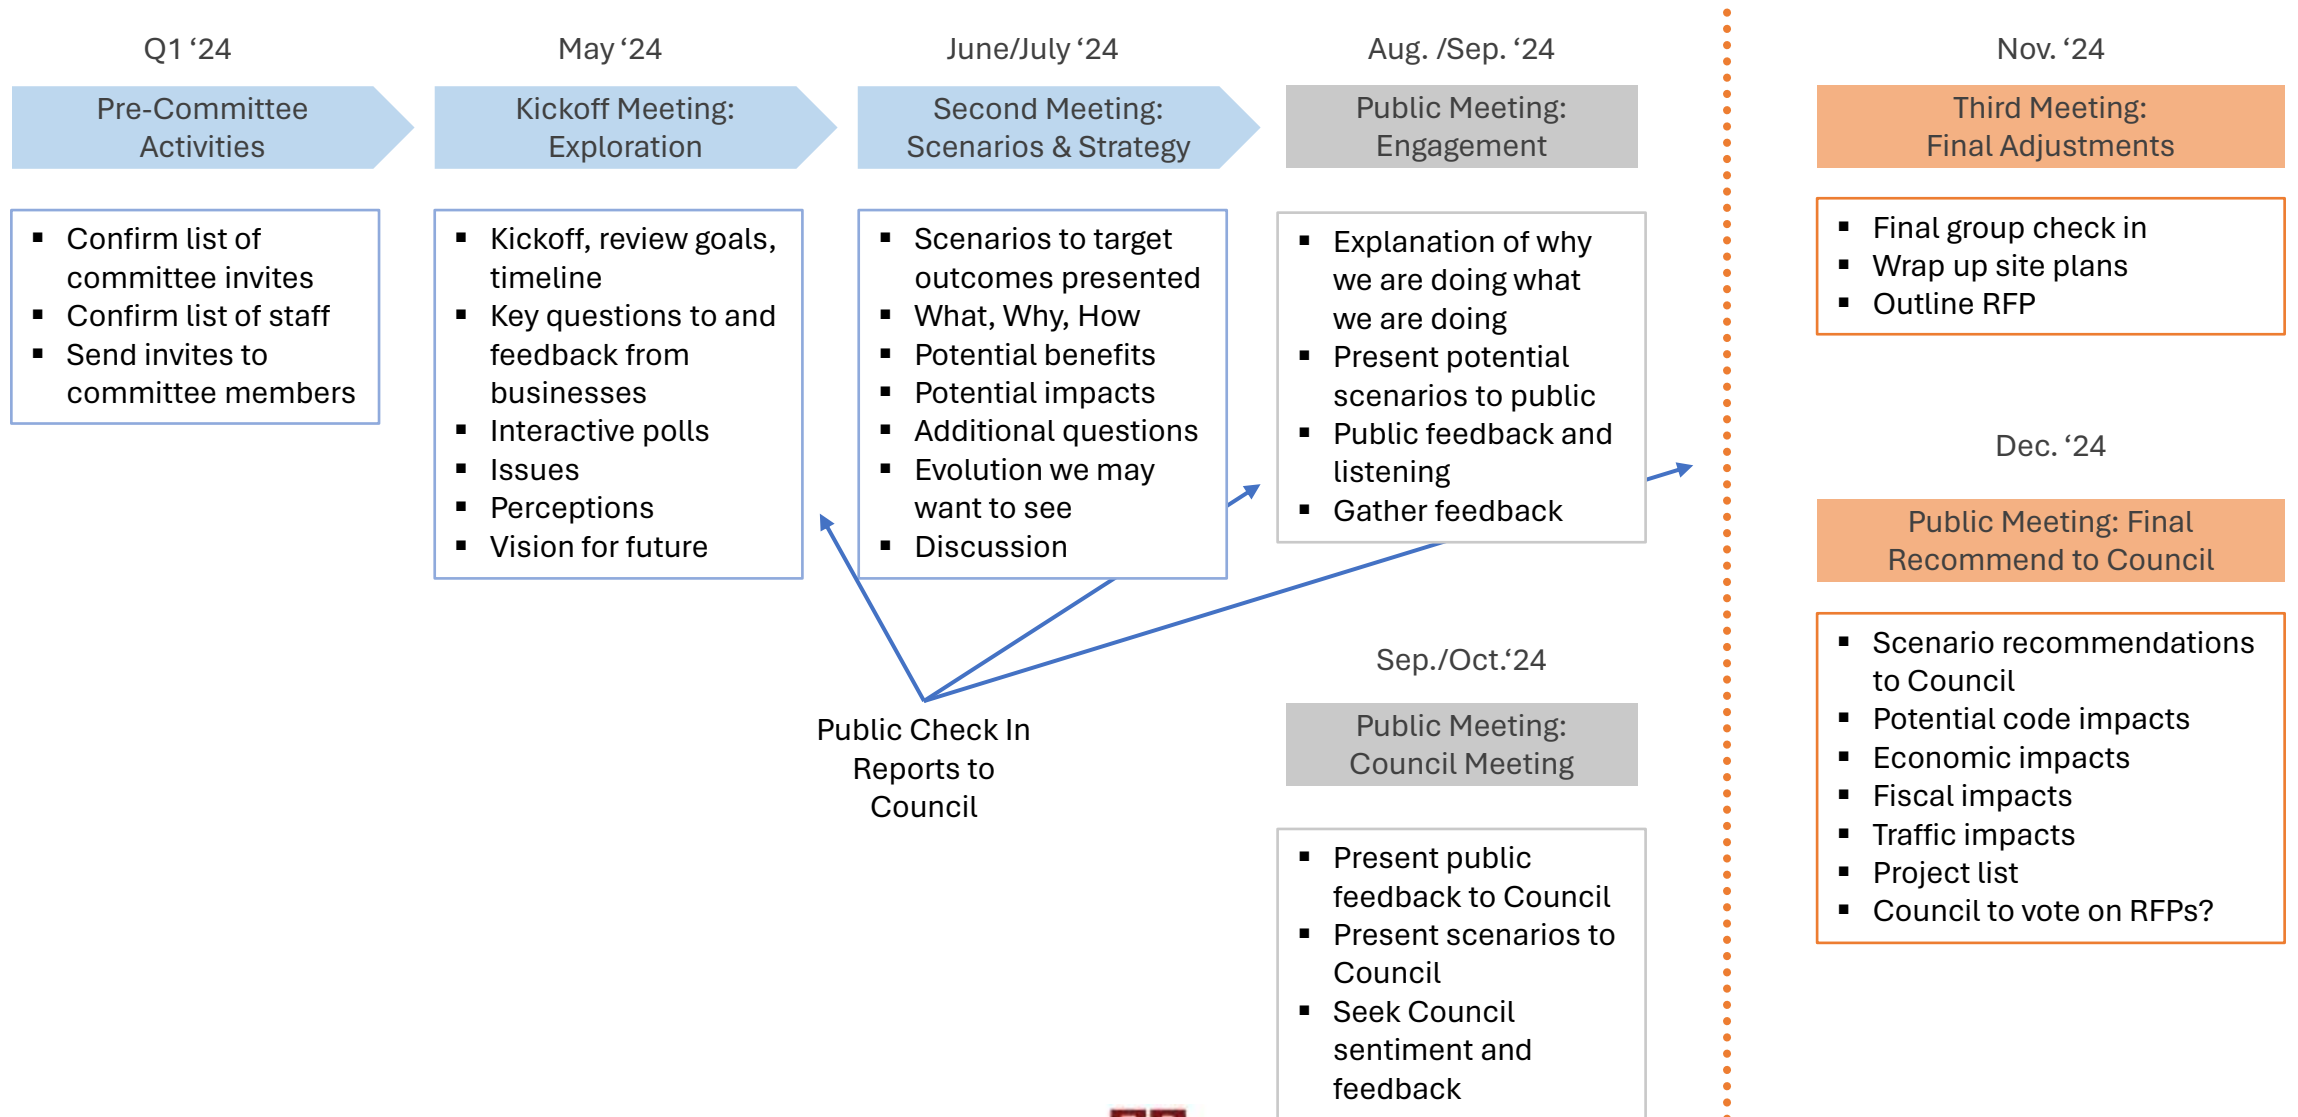 Q1 ‘24
Pre-Committee
Activities
▪ Confirm list of
committee invites
▪ Confirm list of staff
▪ Send invites to
committee members
May ‘24
Kickoff Meeting:
Exploration
▪ Kickoff, review goals,
timeline
▪ Key questions to and
feedback from
businesses
▪ Interactive polls
▪ Issues
▪ Perceptions
▪ Vision for future
June/July ‘24
Second Meeting:
Scenarios & Strategy
▪ Scenarios to target
outcomes presented
▪ What, Why, How
▪ Potential benefits
▪ Potential impacts
▪ Additional questions
▪ Evolution we may
want to see
▪ Discussion
Public Check In
Reports to
Council
Aug. /Sep. ‘24
Public Meeting:
Engagement
▪ Explanation of why
we are doing what
we are doing
▪ Present potential
scenarios to public
▪ Public feedback and
listening
▪ Gather feedback
Sep./Oct.‘24
Public Meeting:
Council Meeting
▪ Present public
feedback to Council
▪ Present scenarios to
Council
▪ Seek Council
sentiment and
feedback
Nov. ‘24
Third Meeting:
Final Adjustments
▪ Final group check in
▪ Wrap up site plans
▪ Outline RFP
Dec. ‘24
Public Meeting: Final
Recommend to Council
▪ Scenario recommendations
to Council
▪ Potential code impacts
▪ Economic impacts
▪ Fiscal impacts
▪ Traffic impacts
▪ Project list
▪ Council to vote on RFPs?